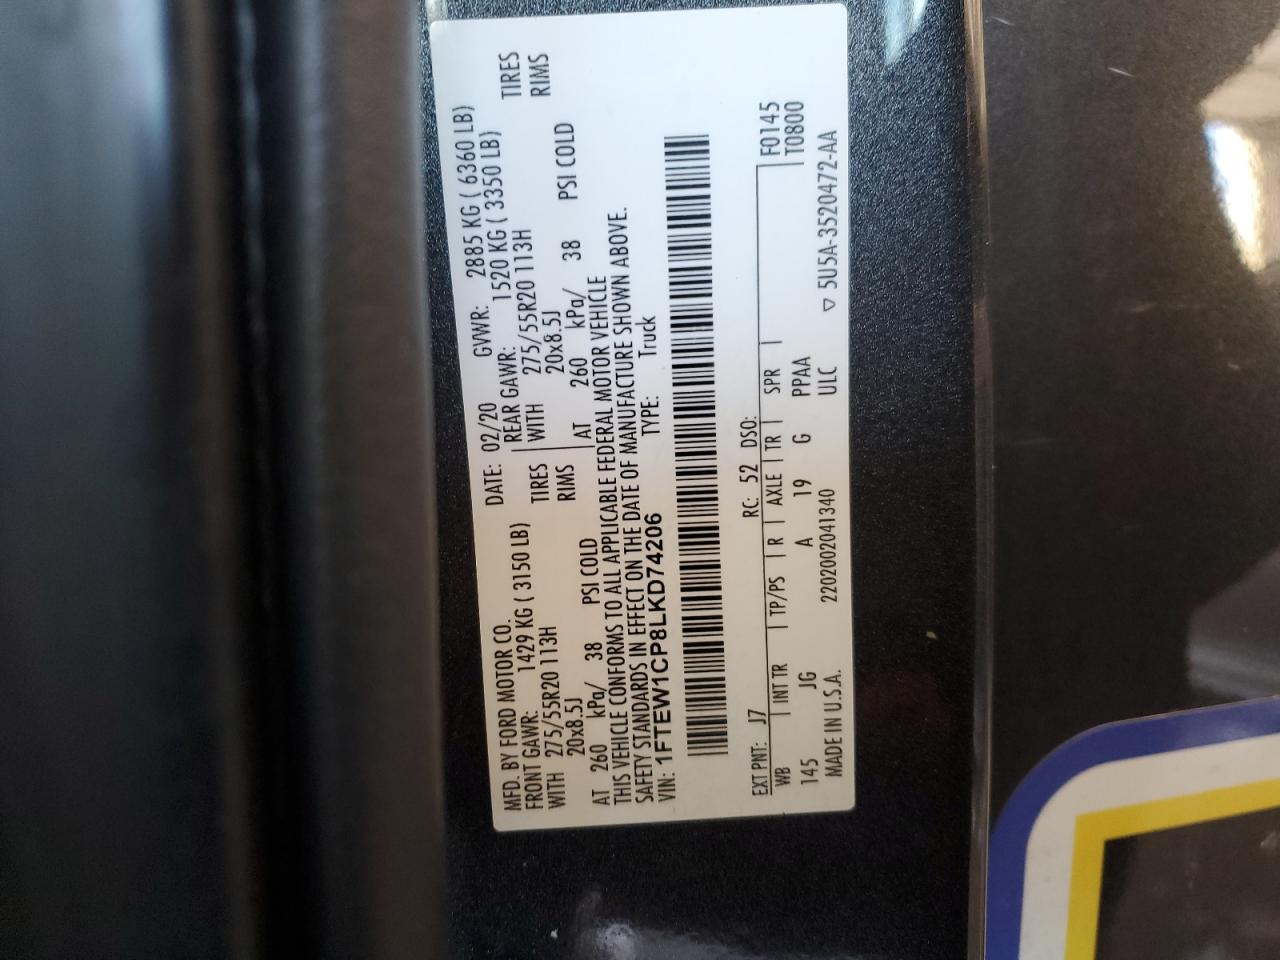 MFD. BY FORD MOTOR CO.
DATE: 02/20 GVWR: 2885 KG ( 6360 LB)
FRONT GAWR: 1429 KG ( 3150 LB) REAR GAWR: 1520 KG ( 3350 LB)
WITH 275/55R20 113H TIRES WITH 275/55R20 113H TIRES
20x8.5J RIMS 20x8.5J RIMS
AT 260 kPa/ 38 PSI COLD AT 260 kPa/ 38 PSI COLD
THIS VEHICLE CONFORMS TO ALL APPLICABLE FEDERAL MOTOR VEHICLE
SAFETY STANDARDS IN EFFECT ON THE DATE OF MANUFACTURE SHOWN ABOVE.
VIN: 1FTEW1CP8LKD74206 TYPE: Truck
EXT PNT: J7 RC: 52 DSO: F0145
WB | INT TR | TP/PS | R | AXLE | TR | SPR | T0800
145 JG A 19 G PPAA
MADE IN U.S.A. 2202002041340 ULC ▽ 5U5A-3520472-AA